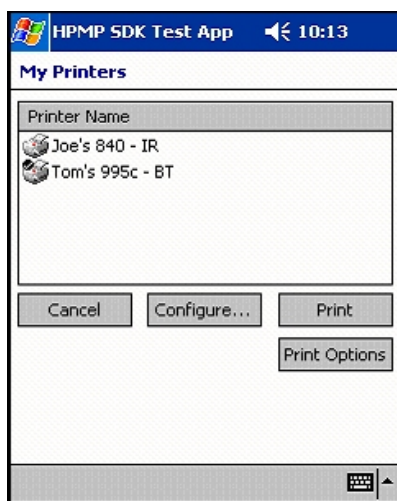 HPMP SDK Test App 10:13
My Printers
Printer Name
Joe's 840 - IR
Tom's 995c - BT
Cancel Configure... Print
Print Options